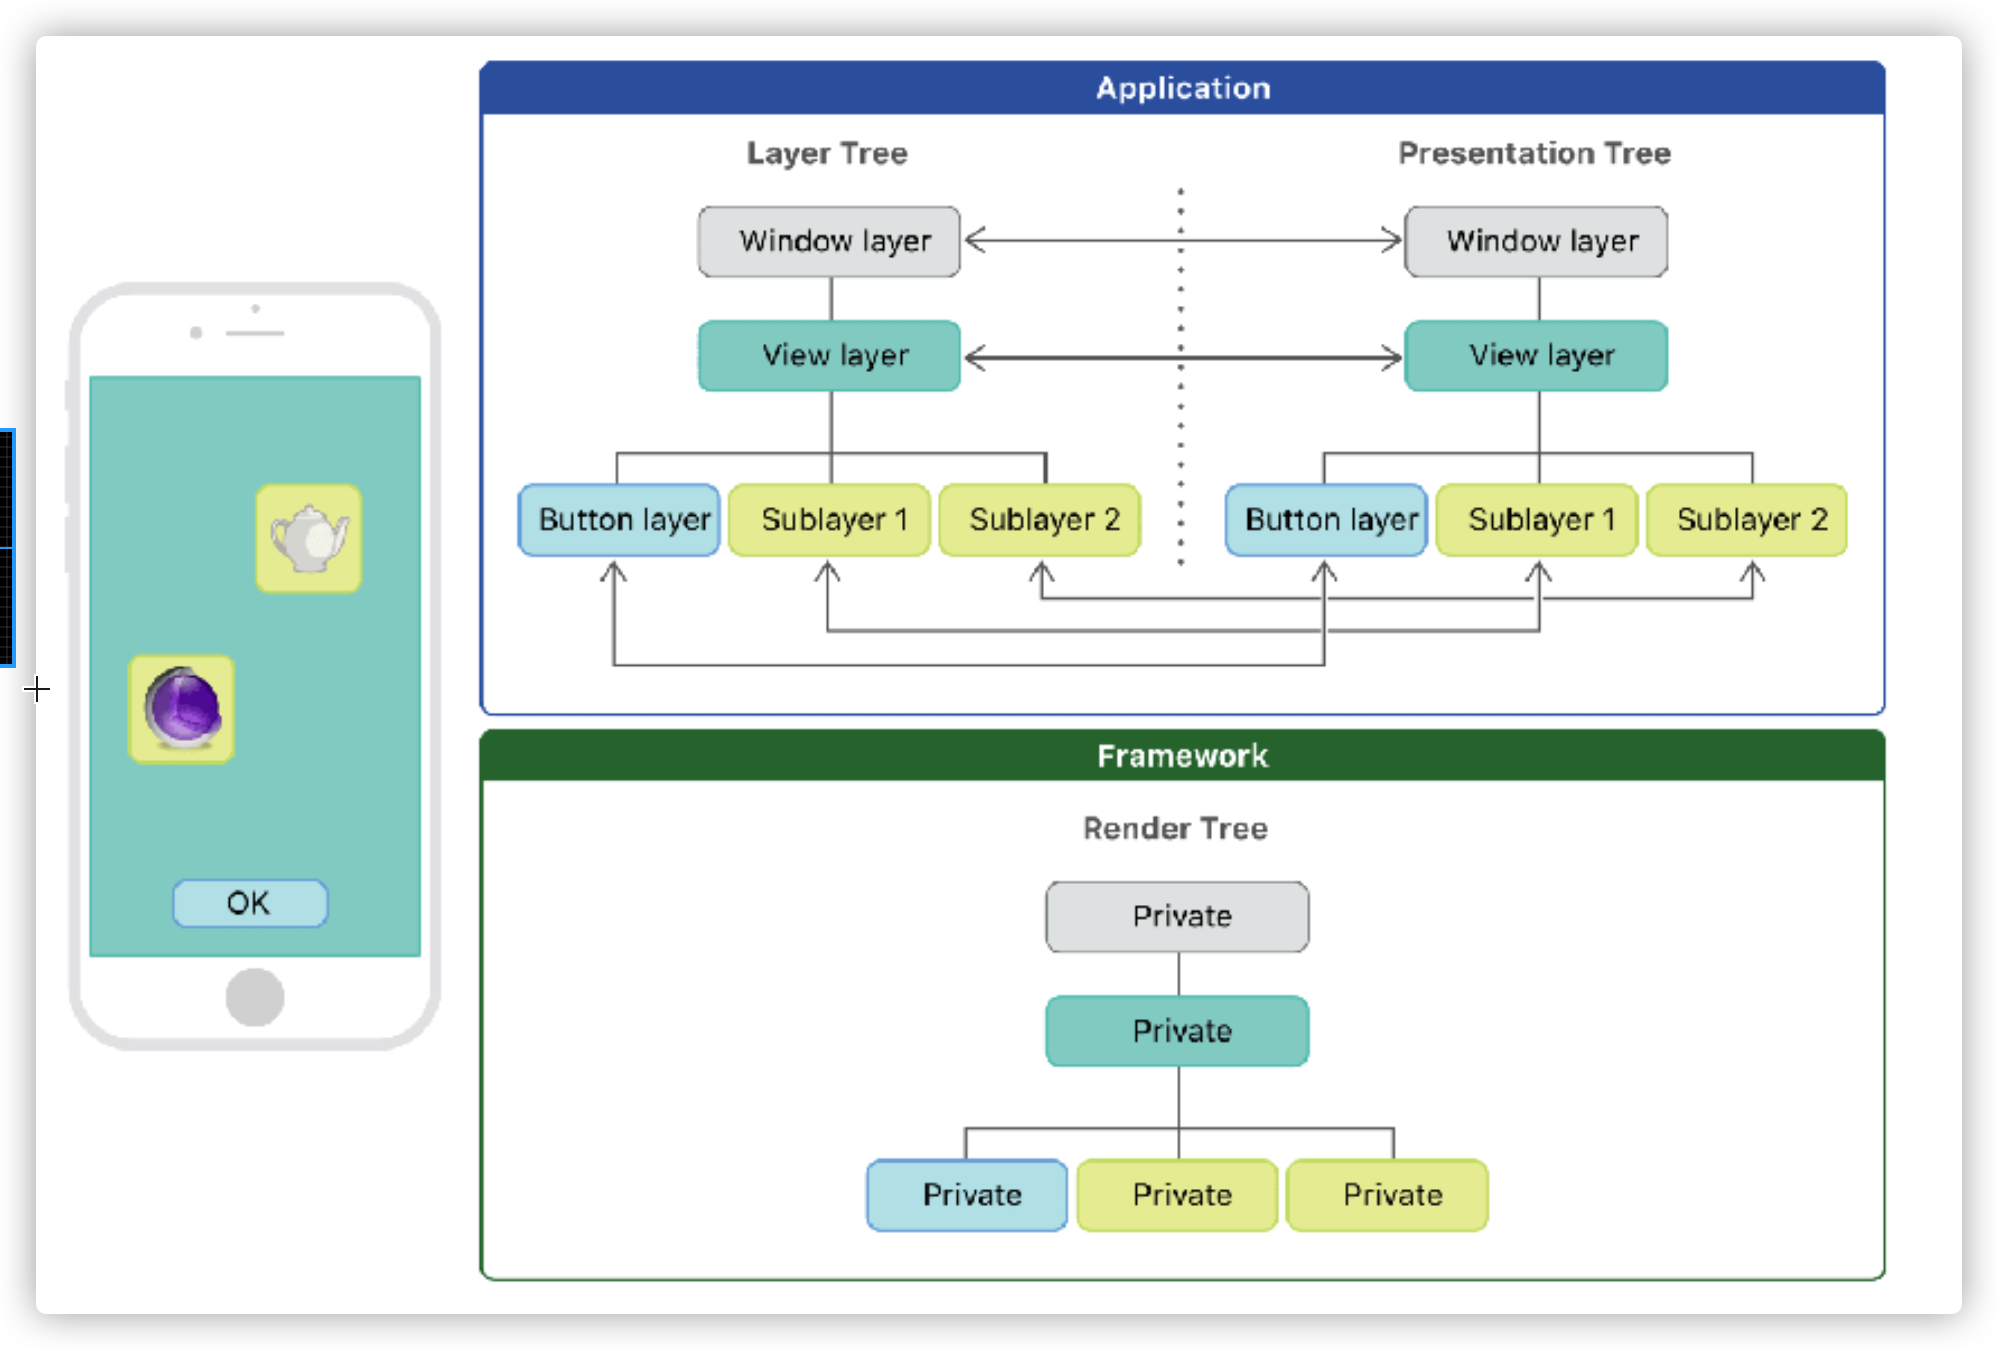 Application
Layer Tree
Presentation Tree
Window layer
Window layer
View layer
View layer
Button layer
Sublayer 1
Sublayer 2
Button layer
Sublayer 1
Sublayer 2
OK
Framework
Render Tree
Private
Private
Private
Private
Private